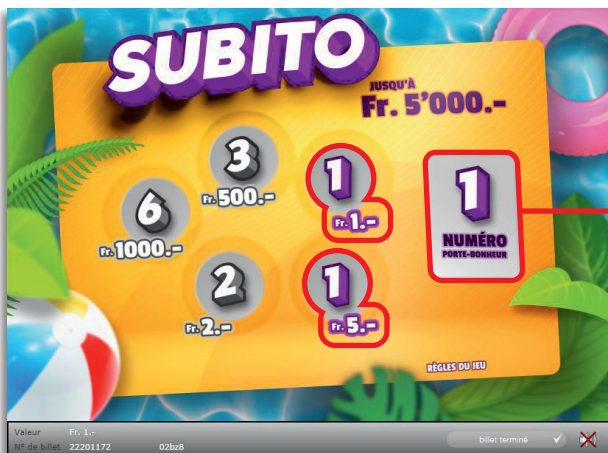 SUBITO
JUSQU'À
Fr. 5'000.–
3
Fr. 500.–
1
Fr. 1.–
6
Fr. 1000.–
1
NUMÉRO
PORTE-BONHEUR
2
Fr. 2.–
1
Fr. 5.–
RÈGLES DU JEU
Valeur Fr. 1.–
N° de billet 22201172 02bz8
billet terminé